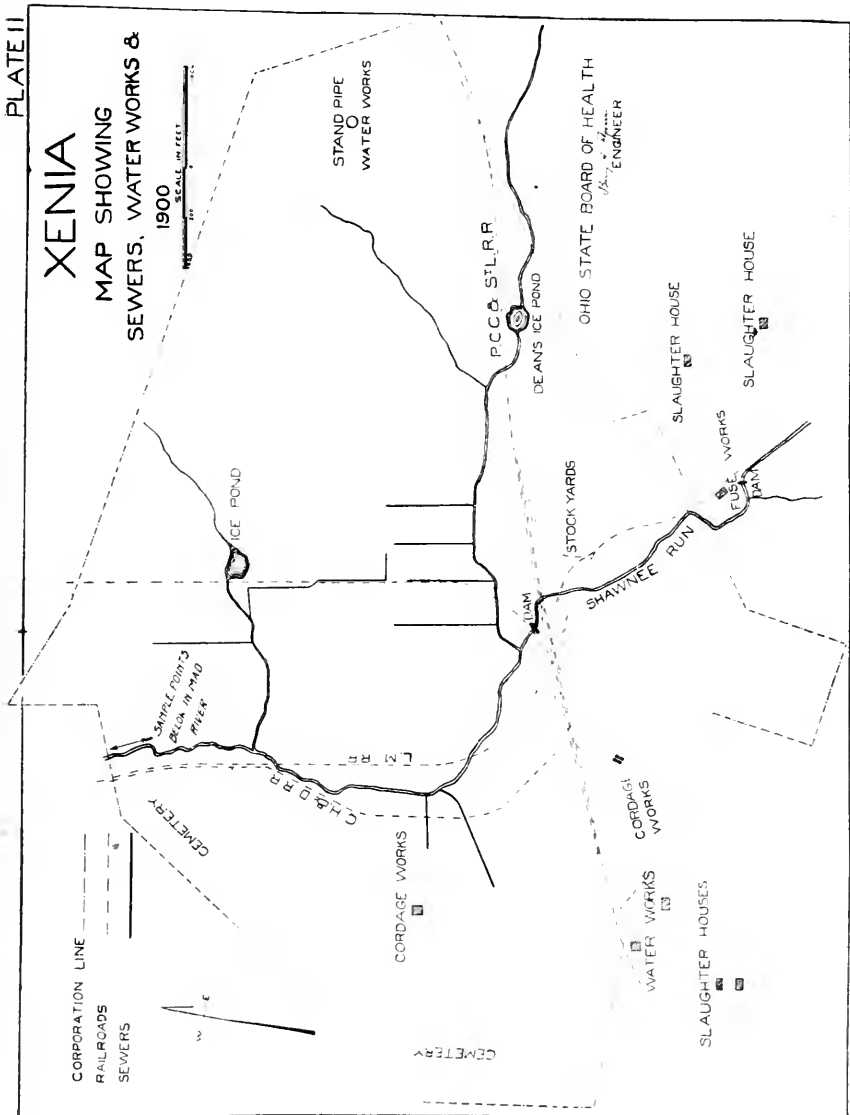 PLATE II
XENIA
MAP SHOWING
SEWERS, WATER WORKS &
1900
SCALE IN FEET
STAND PIPE
WATER WORKS
P.C.C & ST L.R.R
DEAN'S ICE POND
OHIO STATE BOARD OF HEALTH
ENGINEER
SLAUGHTER HOUSE
SLAUGHTER HOUSE
ICE POND
STOCK YARDS
FUSE WORKS
DAM
SHAWNEE RUN
DAM
SAMPLE POINTS
BELOW IN MAD
RIVER
L.M. RR
C.H.& D.R.R
CEMETERY
CORDAGE WORKS
CORDAGE
WORKS
WATER WORKS
SLAUGHTER HOUSES
CEMETERY
CORPORATION LINE
RAILROADS
SEWERS
E
W